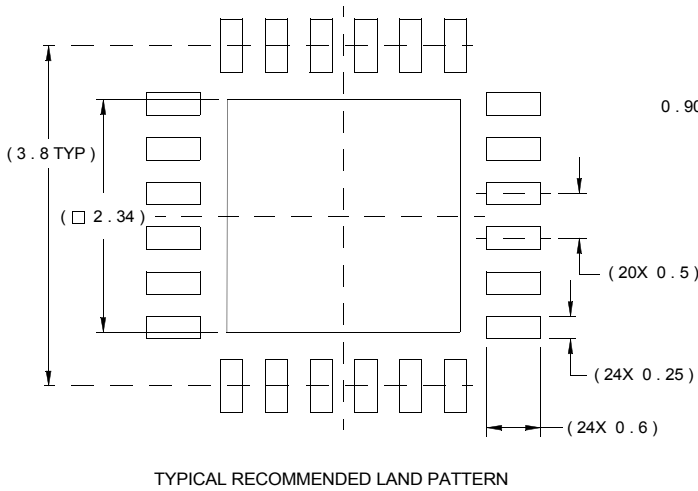 0.90
(3.8 TYP)
(□ 2.34)
(20X 0.5)
(24X 0.25)
(24X 0.6)
TYPICAL RECOMMENDED LAND PATTERN